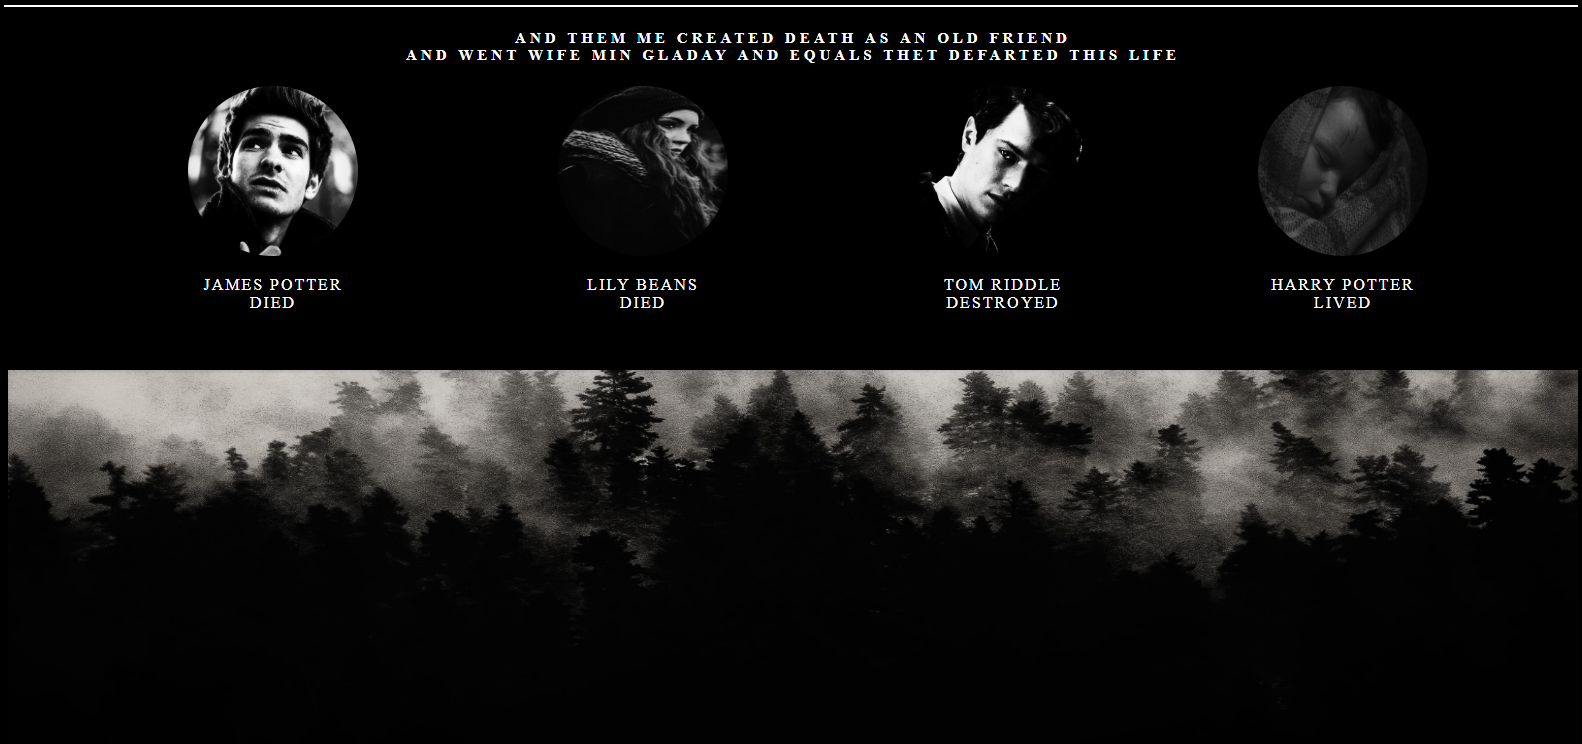 AND THEM ME CREATED DEATH AS AN OLD FRIEND
AND WENT WIFE MIN GLADAY AND EQUALS THET DEFARTED THIS LIFE
JAMES POTTER
DIED
LILY BEANS
DIED
TOM RIDDLE
DESTROYED
HARRY POTTER
LIVED